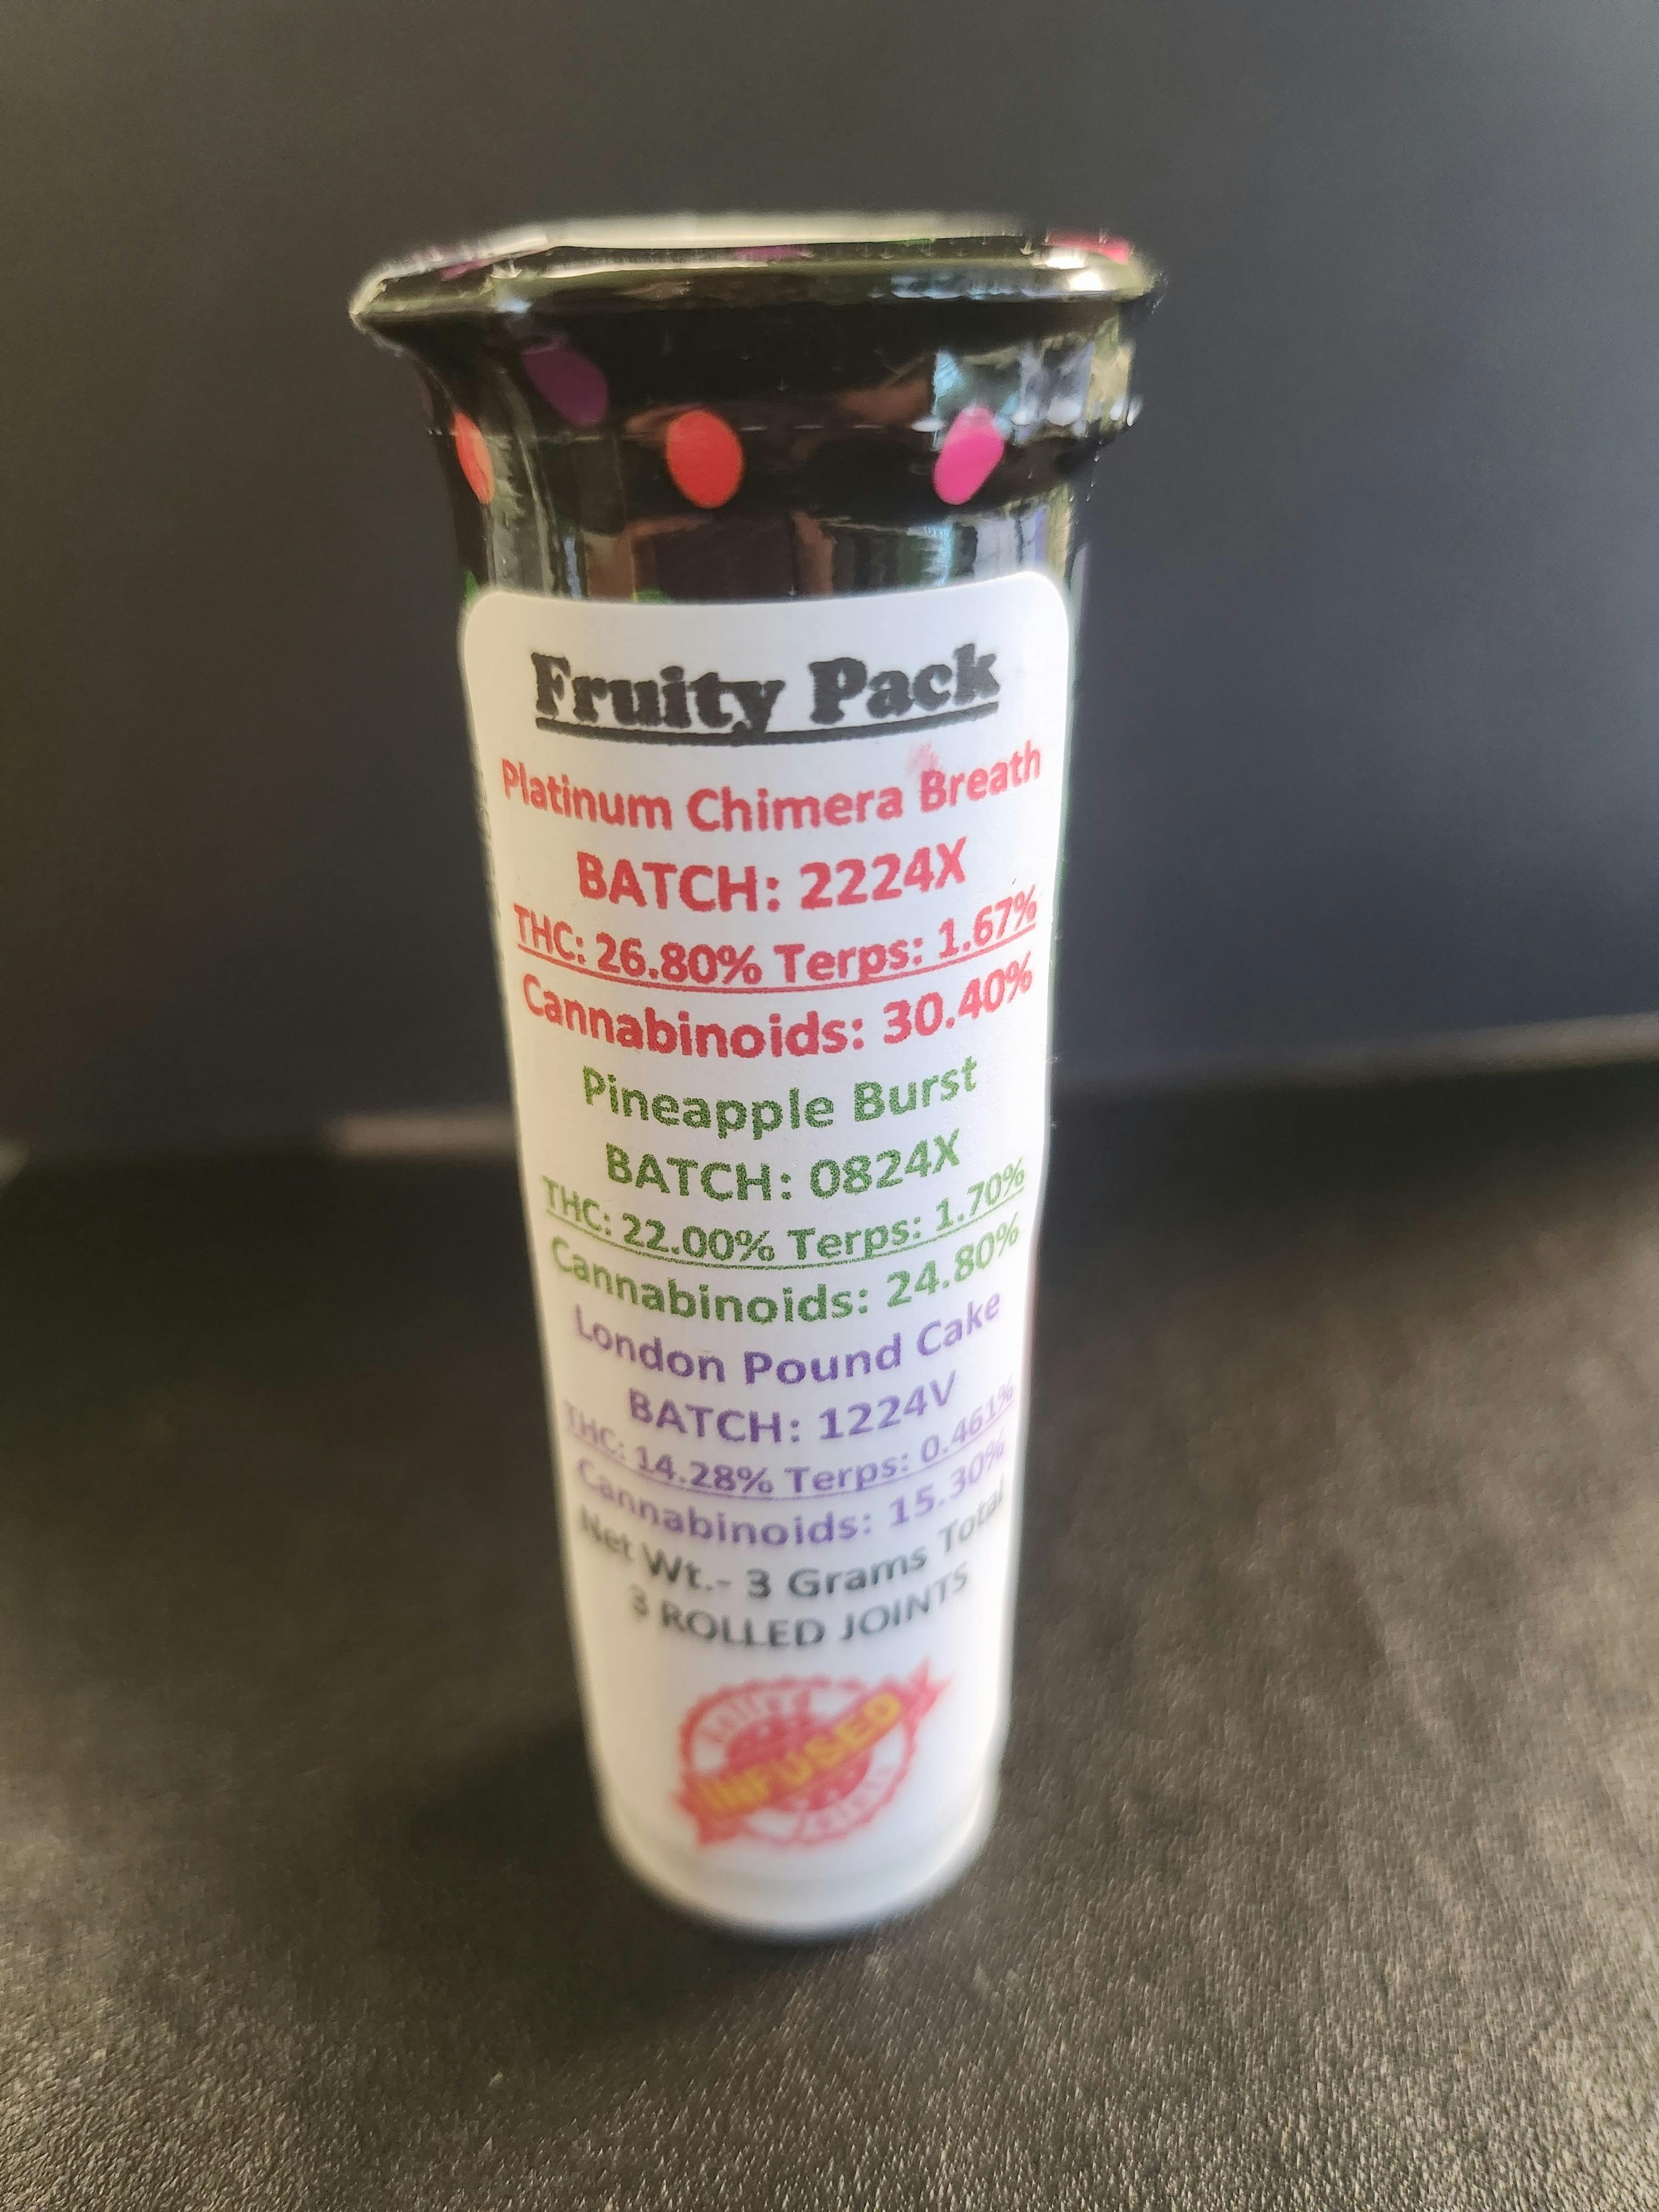 Fruity Pack
Platinum Chimera Breath
BATCH: 2224X
THC: 26.80% Terps: 1.67%
Cannabinoids: 30.40%
Pineapple Burst
BATCH: 0824X
THC: 22.00% Terps: 1.70%
Cannabinoids: 24.80%
London Pound Cake
BATCH: 1224V
THC: 14.28% Terps: 0.461%
Cannabinoids: 15.30%
Net Wt.- 3 Grams Total
3 ROLLED JOINTS
INFUSED